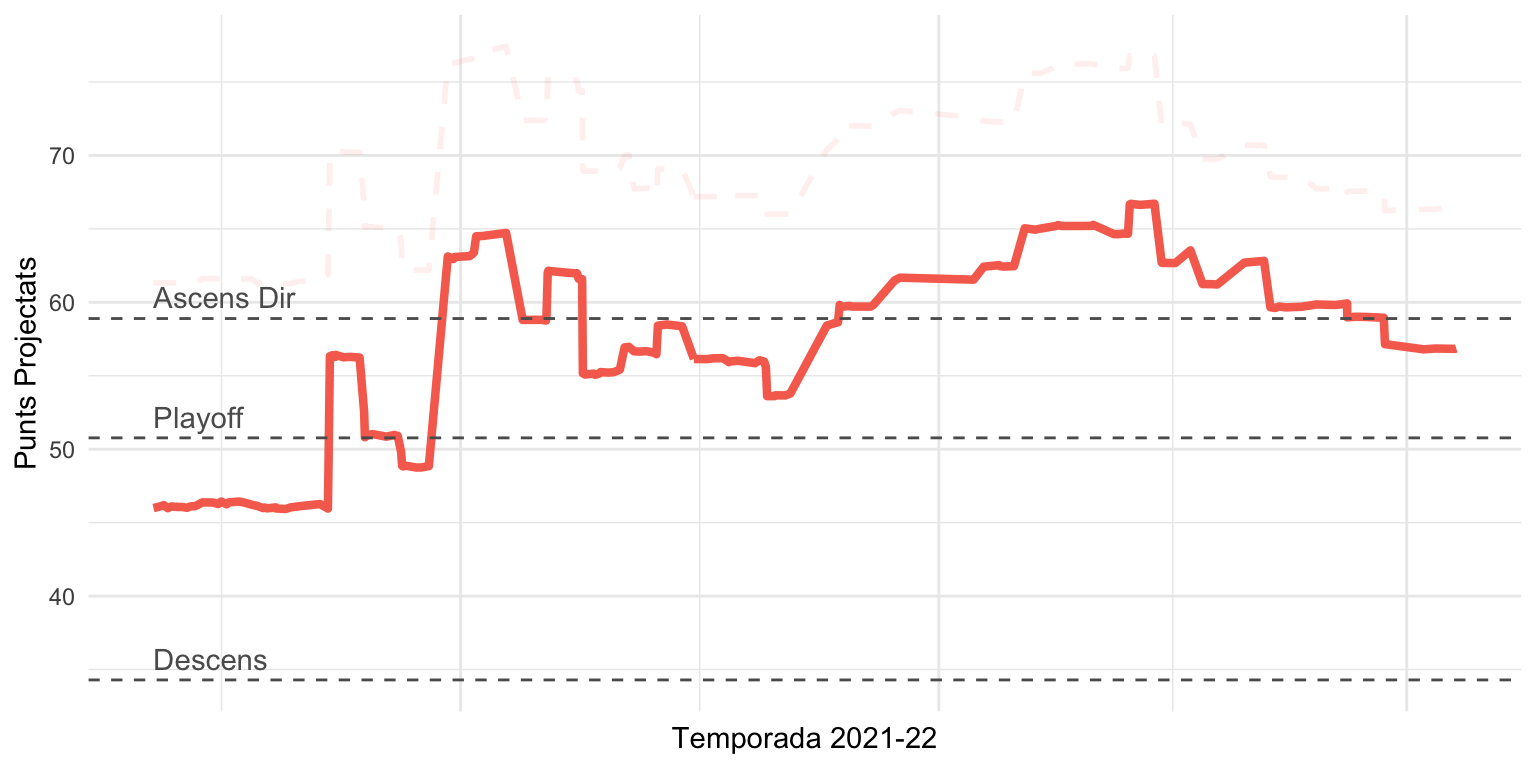 Punts Projectats
70
60
50
40
Ascens Dir
Playoff
Descens
Temporada 2021-22